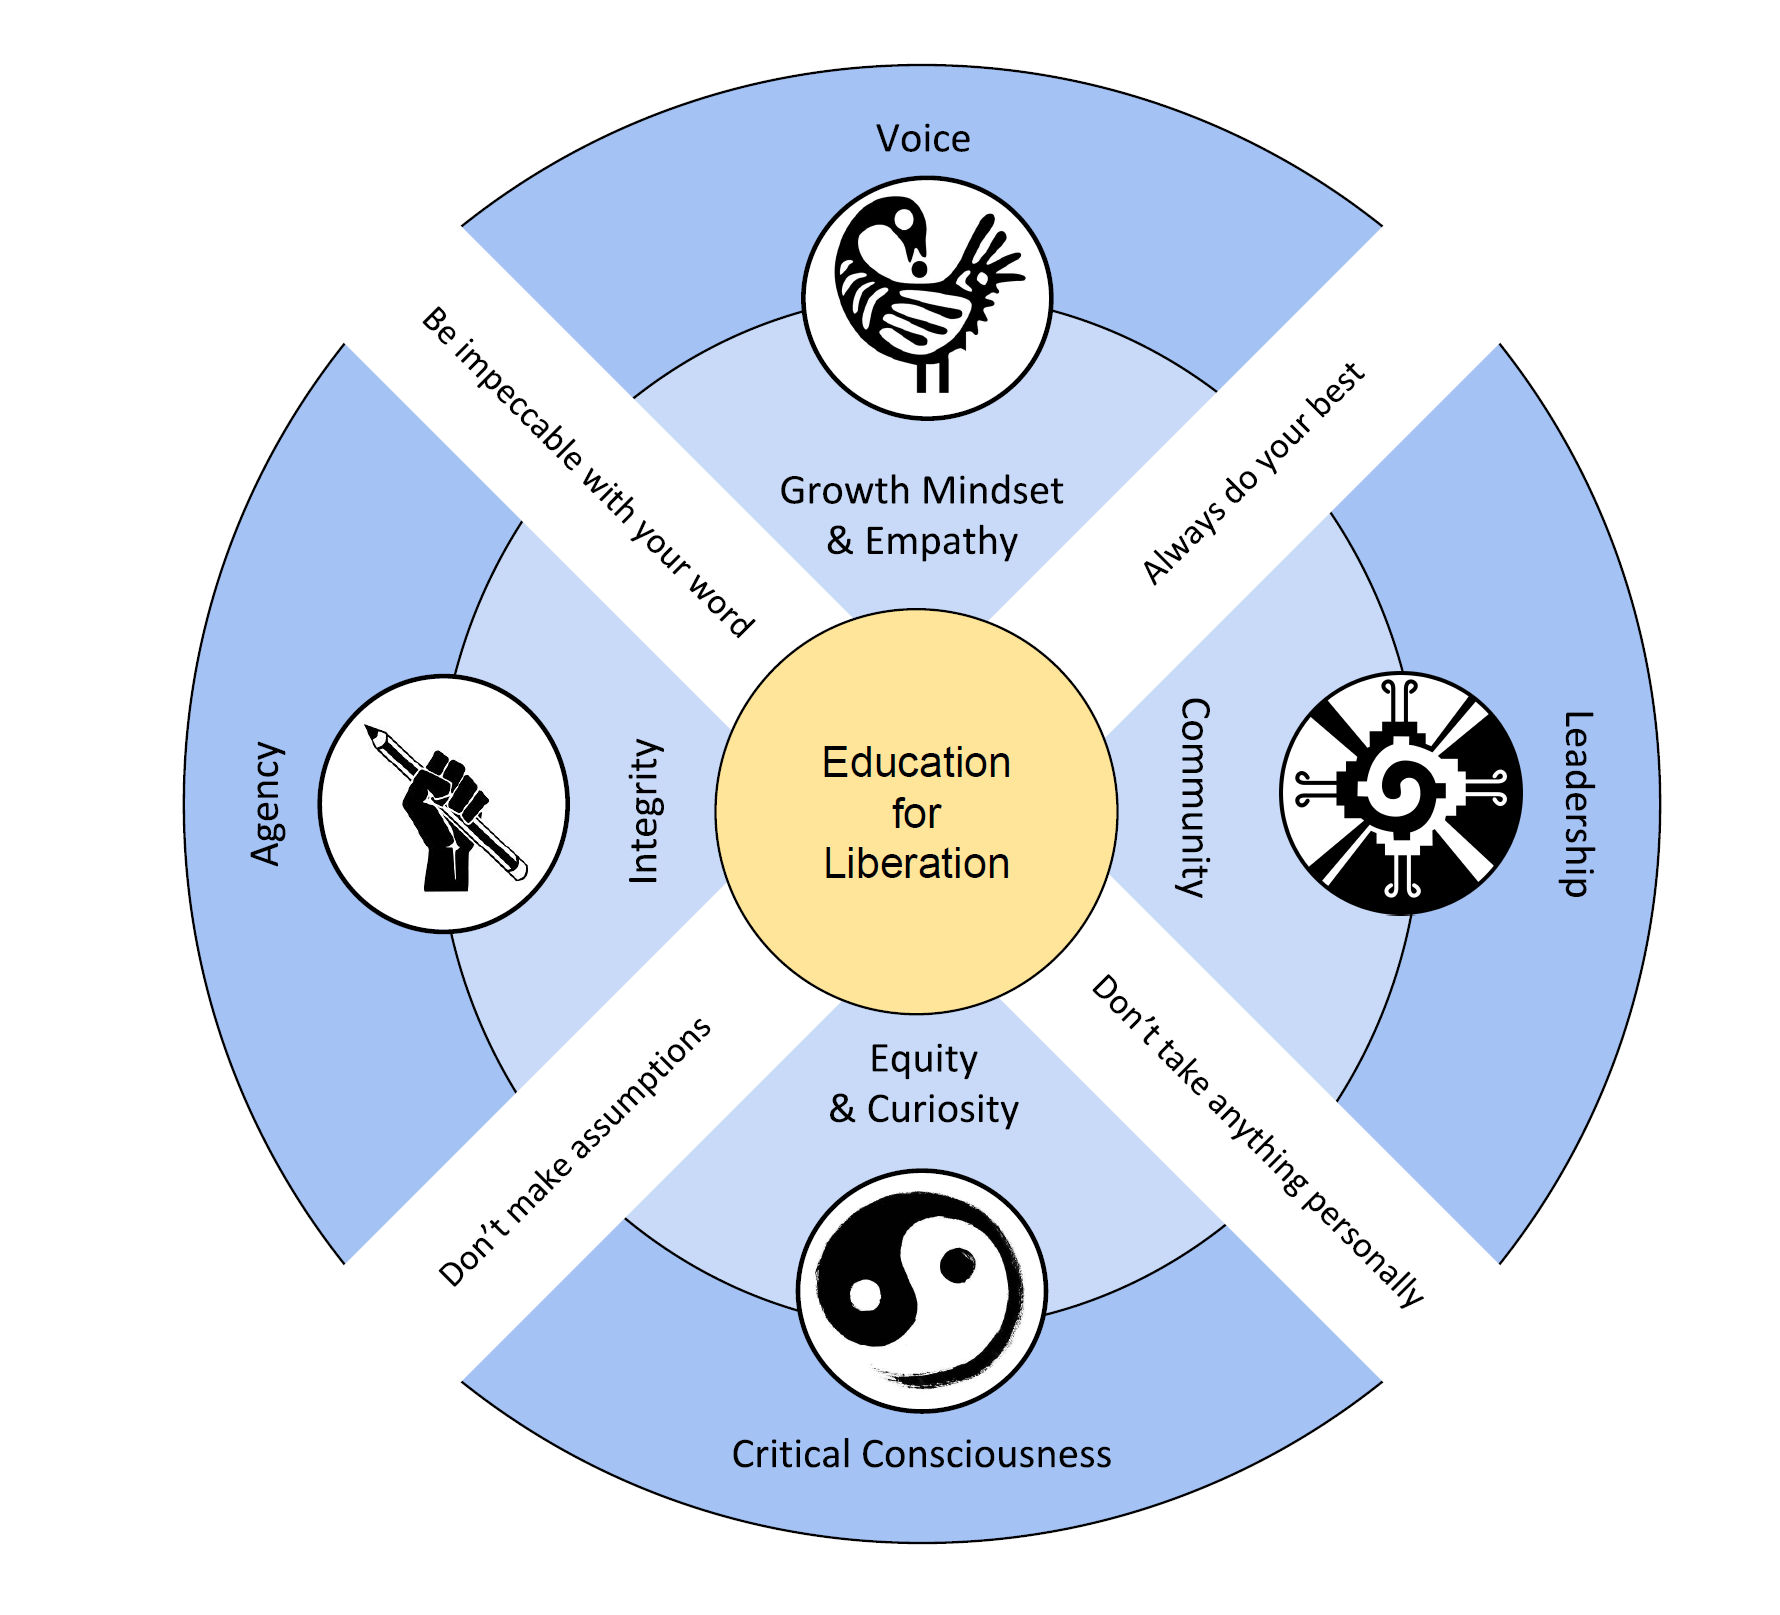 Voice
Growth Mindset
& Empathy
Be impeccable with your word
Always do your best
Agency
Integrity
Education
for
Liberation
Community
Leadership
Don’t make assumptions
Don’t take anything personally
Equity
& Curiosity
Critical Consciousness